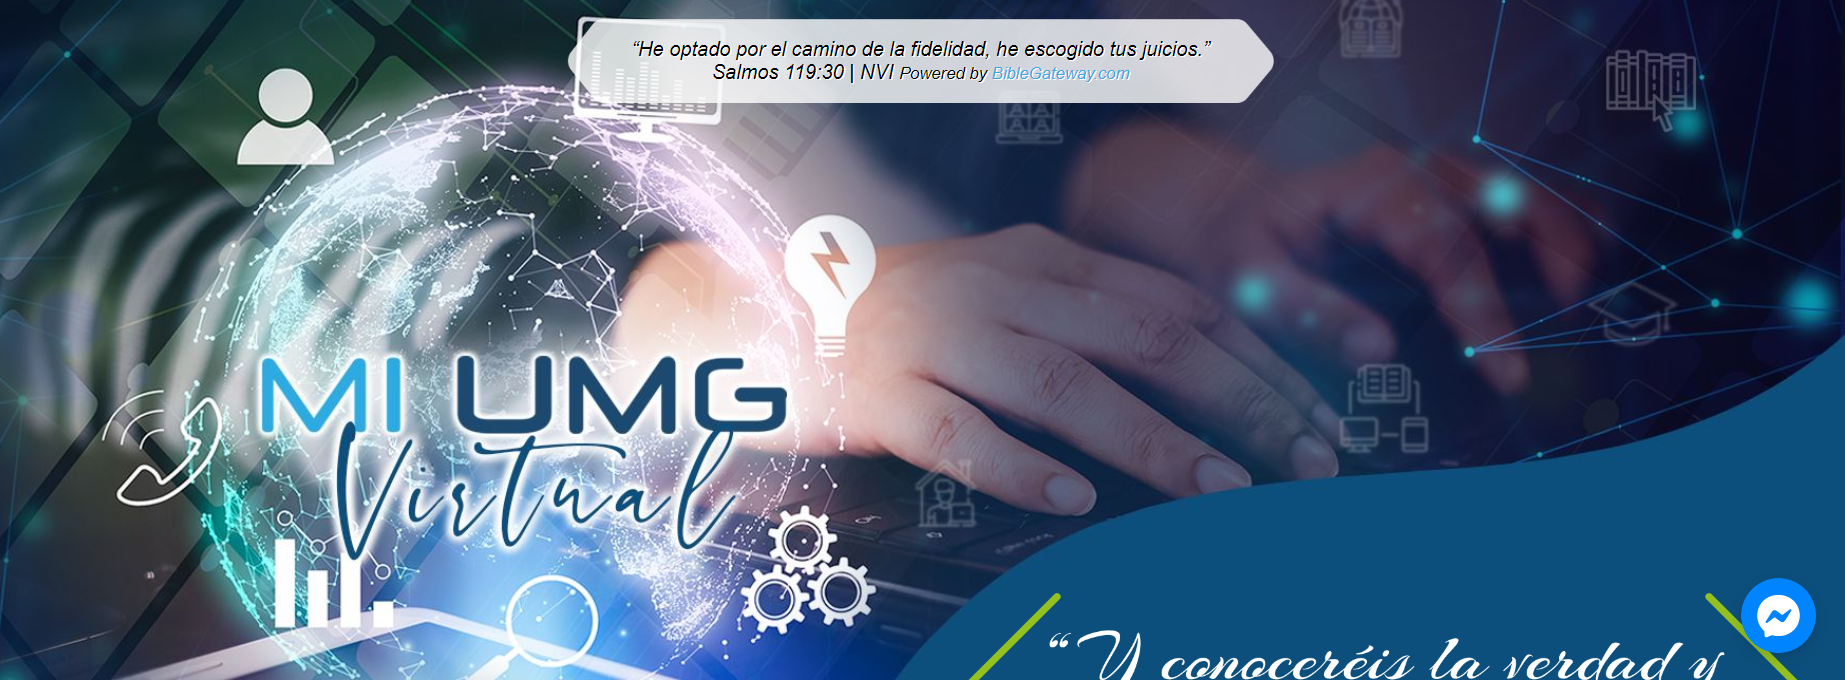 “He optado por el camino de la fidelidad, he escogido tus juicios.”
Salmos 119:30 | NVI Powered by BibleGateway.com
MI UMG
Virtual
“Y conoceréis la verdad y